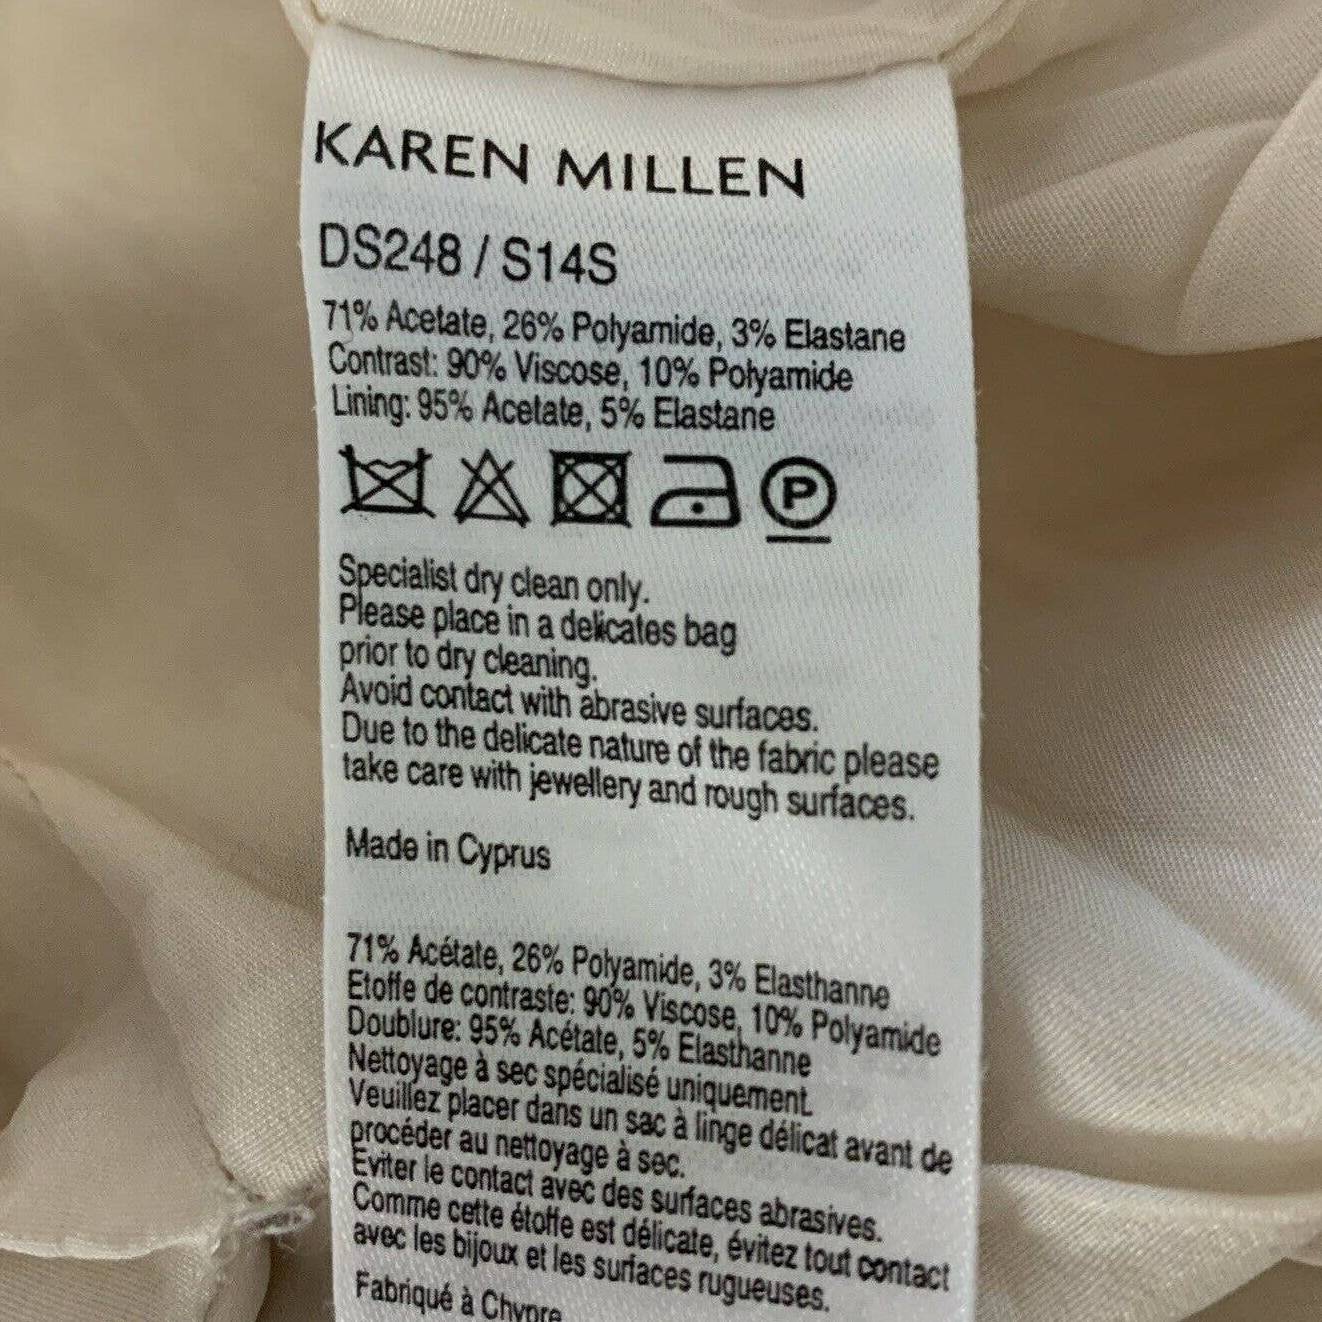 KAREN MILLEN
DS248 / S14S
71% Acetate, 26% Polyamide, 3% Elastane
Contrast: 90% Viscose, 10% Polyamide
Lining: 95% Acetate, 5% Elastane
P
Specialist dry clean only.
Please place in a delicates bag
prior to dry cleaning.
Avoid contact with abrasive surfaces.
Due to the delicate nature of the fabric please
take care with jewellery and rough surfaces.
Made in Cyprus
71% Acétate, 26% Polyamide, 3% Elasthanne
Etoffe de contraste: 90% Viscose, 10% Polyamide
Doublure: 95% Acétate, 5% Elasthanne
Nettoyage à sec spécialisé uniquement.
Veuillez placer dans un sac à linge délicat avant de
procéder au nettoyage à sec.
Eviter le contact avec des surfaces abrasives.
Comme cette étoffe est délicate, évitez tout contact
avec les bijoux et les surfaces rugueuses.
Fabriqué à Chypre